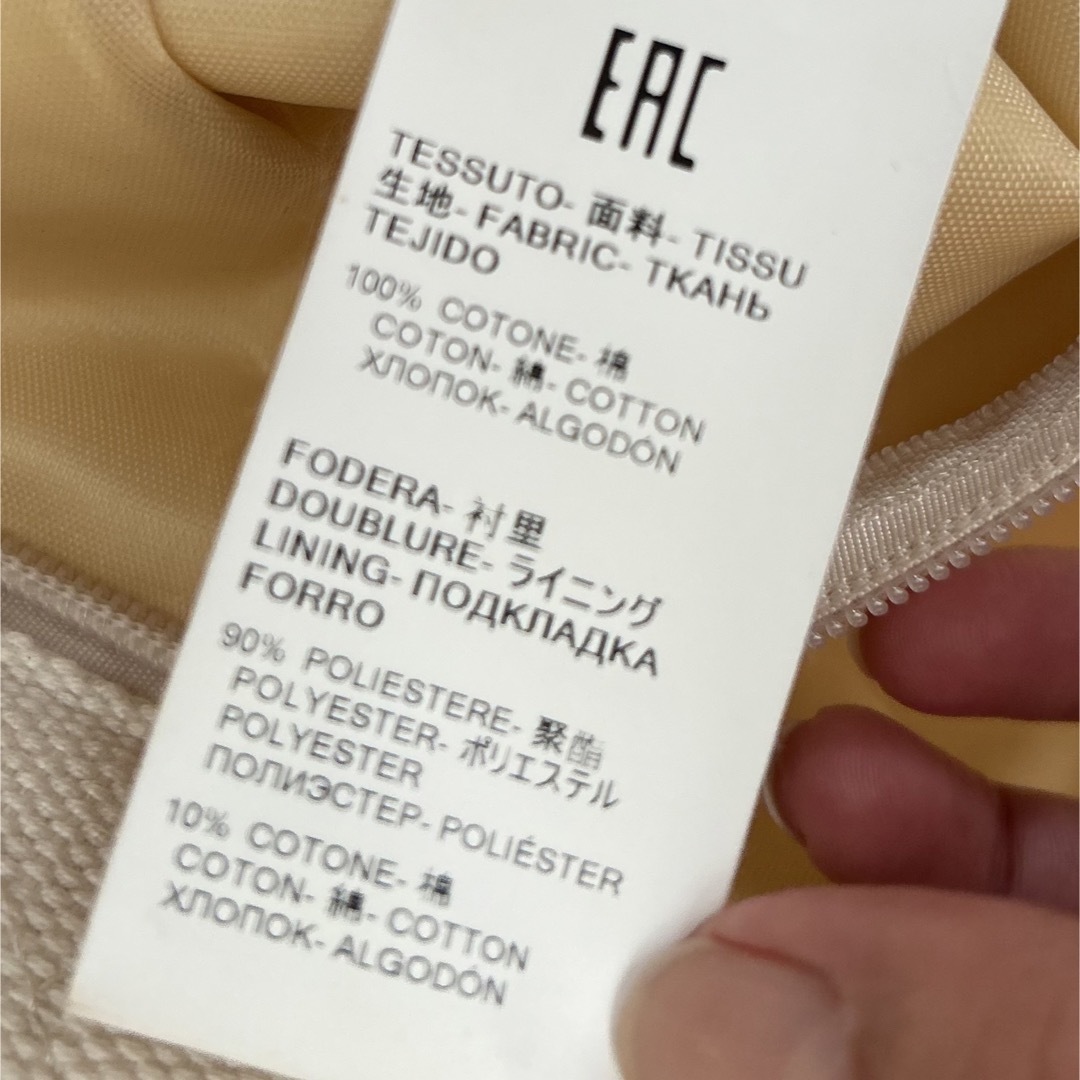 EAC
TESSUTO- 面料- TISSU
生地- FABRIC- ТКАНЬ
TEJIDO
100% COTONE- 棉
COTON- 綿- COTTON
ХЛОПОК- ALGODÓN
FODERA- 衬里
DOUBLURE- ライニング
LINING- ПОДКЛАДКА
FORRO
90% POLIESTERE- 聚酯
POLYESTER- ポリエステル
POLYESTER
ПОЛИЭСТЕР- POLIÉSTER
10% COTONE- 棉
COTON- 綿- COTTON
ХЛОПОК- ALGODÓN